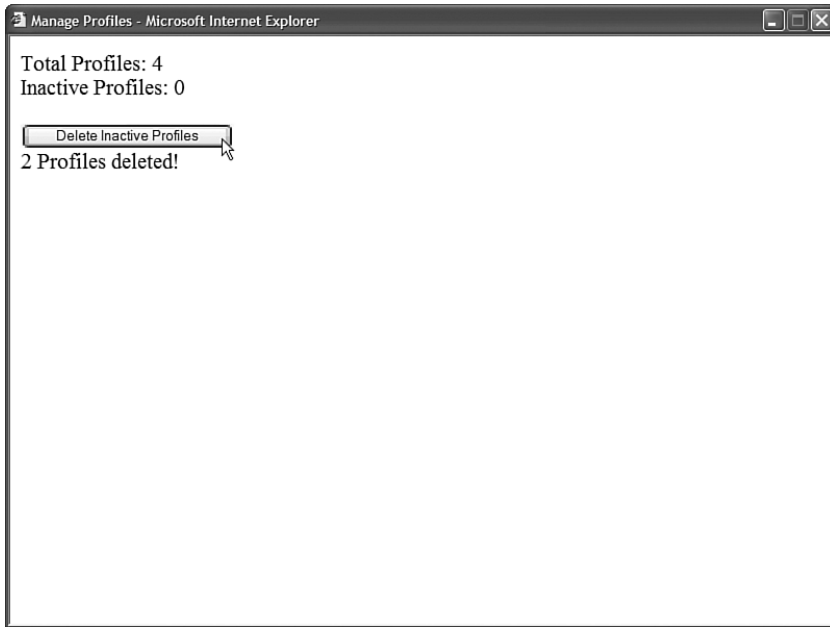 Manage Profiles - Microsoft Internet Explorer
Total Profiles: 4
Inactive Profiles: 0
Delete Inactive Profiles
2 Profiles deleted!